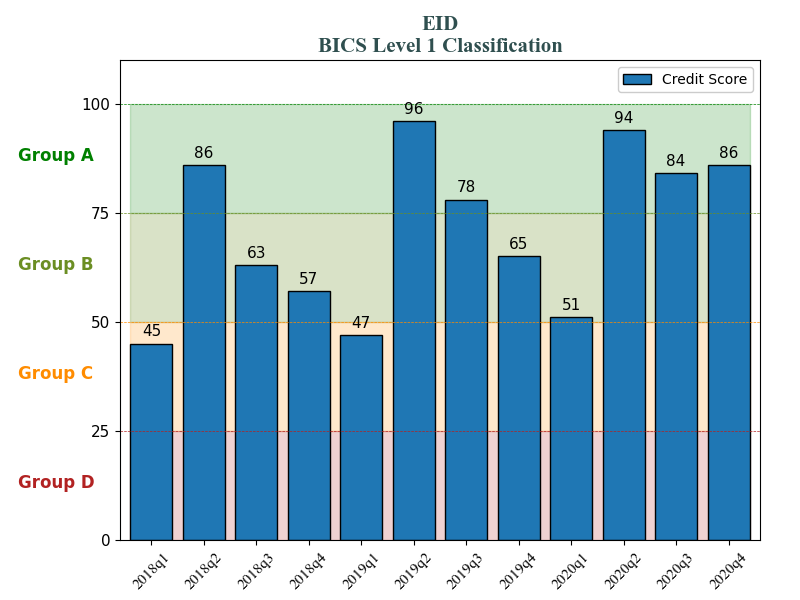 EID
BICS Level 1 Classification
Credit Score
100
96
94
86
84
86
Group A
78
75
65
63
57
51
Group B
50
47
45
Group C
25
Group D
0
2018q1
2018q2
2018q3
2018q4
2019q1
2019q2
2019q3
2019q4
2020q1
2020q2
2020q3
2020q4